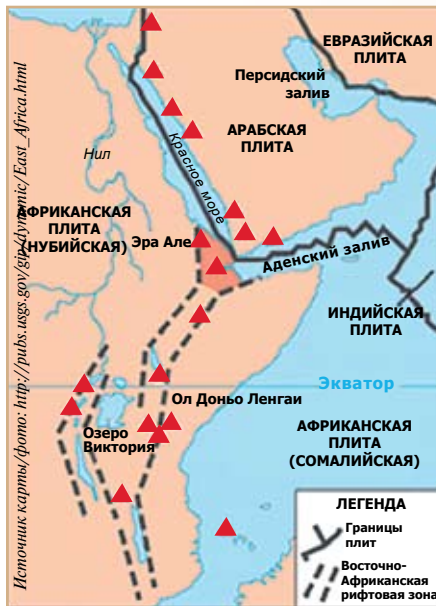 ЕВРАЗИЙСКАЯ
ПЛИТА
Персидский
залив
АРАБСКАЯ
ПЛИТА
Нил
Красное море
АФРИКАНСКАЯ
ПЛИТА
(НУБИЙСКАЯ)
Эра Але
Аденский залив
ИНДИЙСКАЯ
ПЛИТА
Экватор
Ол Доньо Ленгаи
Озеро
Виктория
АФРИКАНСКАЯ
ПЛИТА
(СОМАЛИЙСКАЯ)
ЛЕГЕНДА
Границы
плит
Восточно-
Африканская
рифтовая зона
Источник карты/фото: http://pubs.usgs.gov/gip/dynamic/East_Africa.html